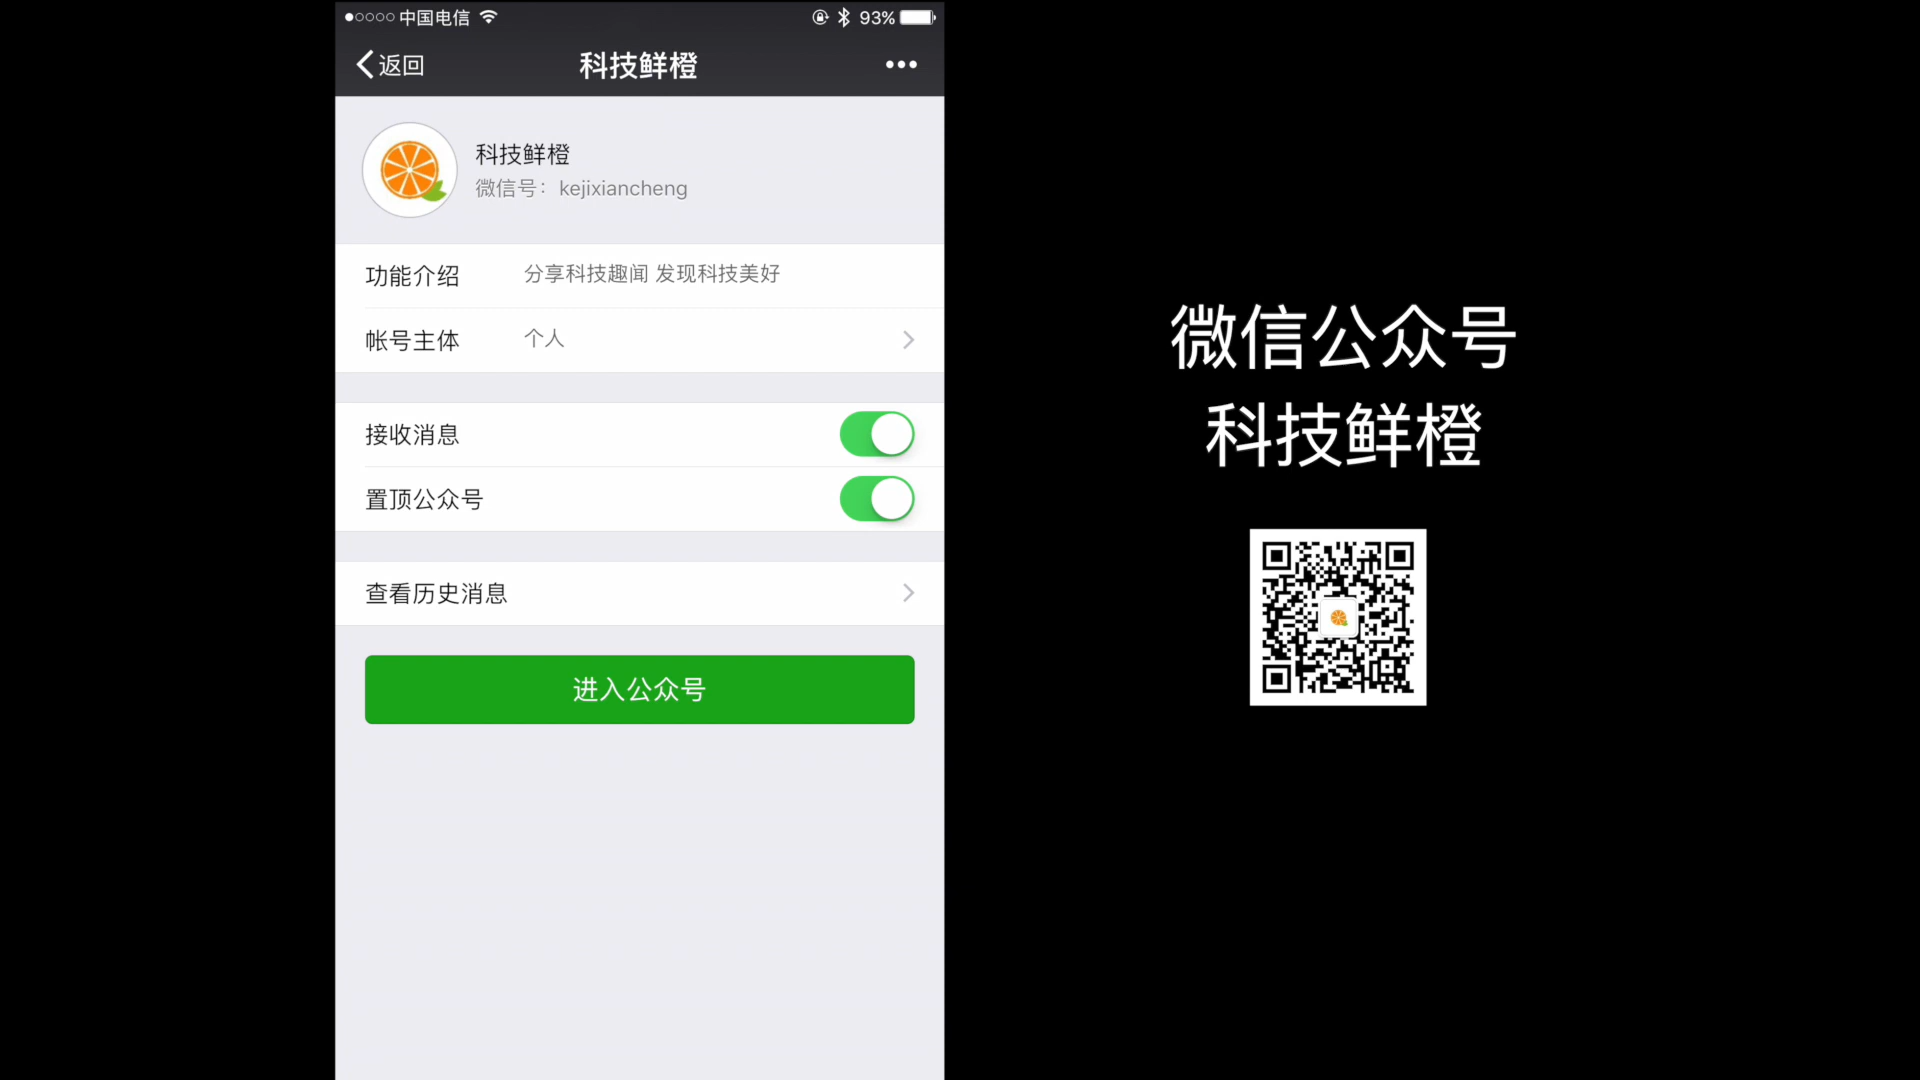 中国电信
93%
返回
科技鲜橙
科技鲜橙
微信号：kejixiancheng
功能介绍
分享科技趣闻 发现科技美好
帐号主体
个人
接收消息
置顶公众号
查看历史消息
进入公众号
微信公众号
科技鲜橙